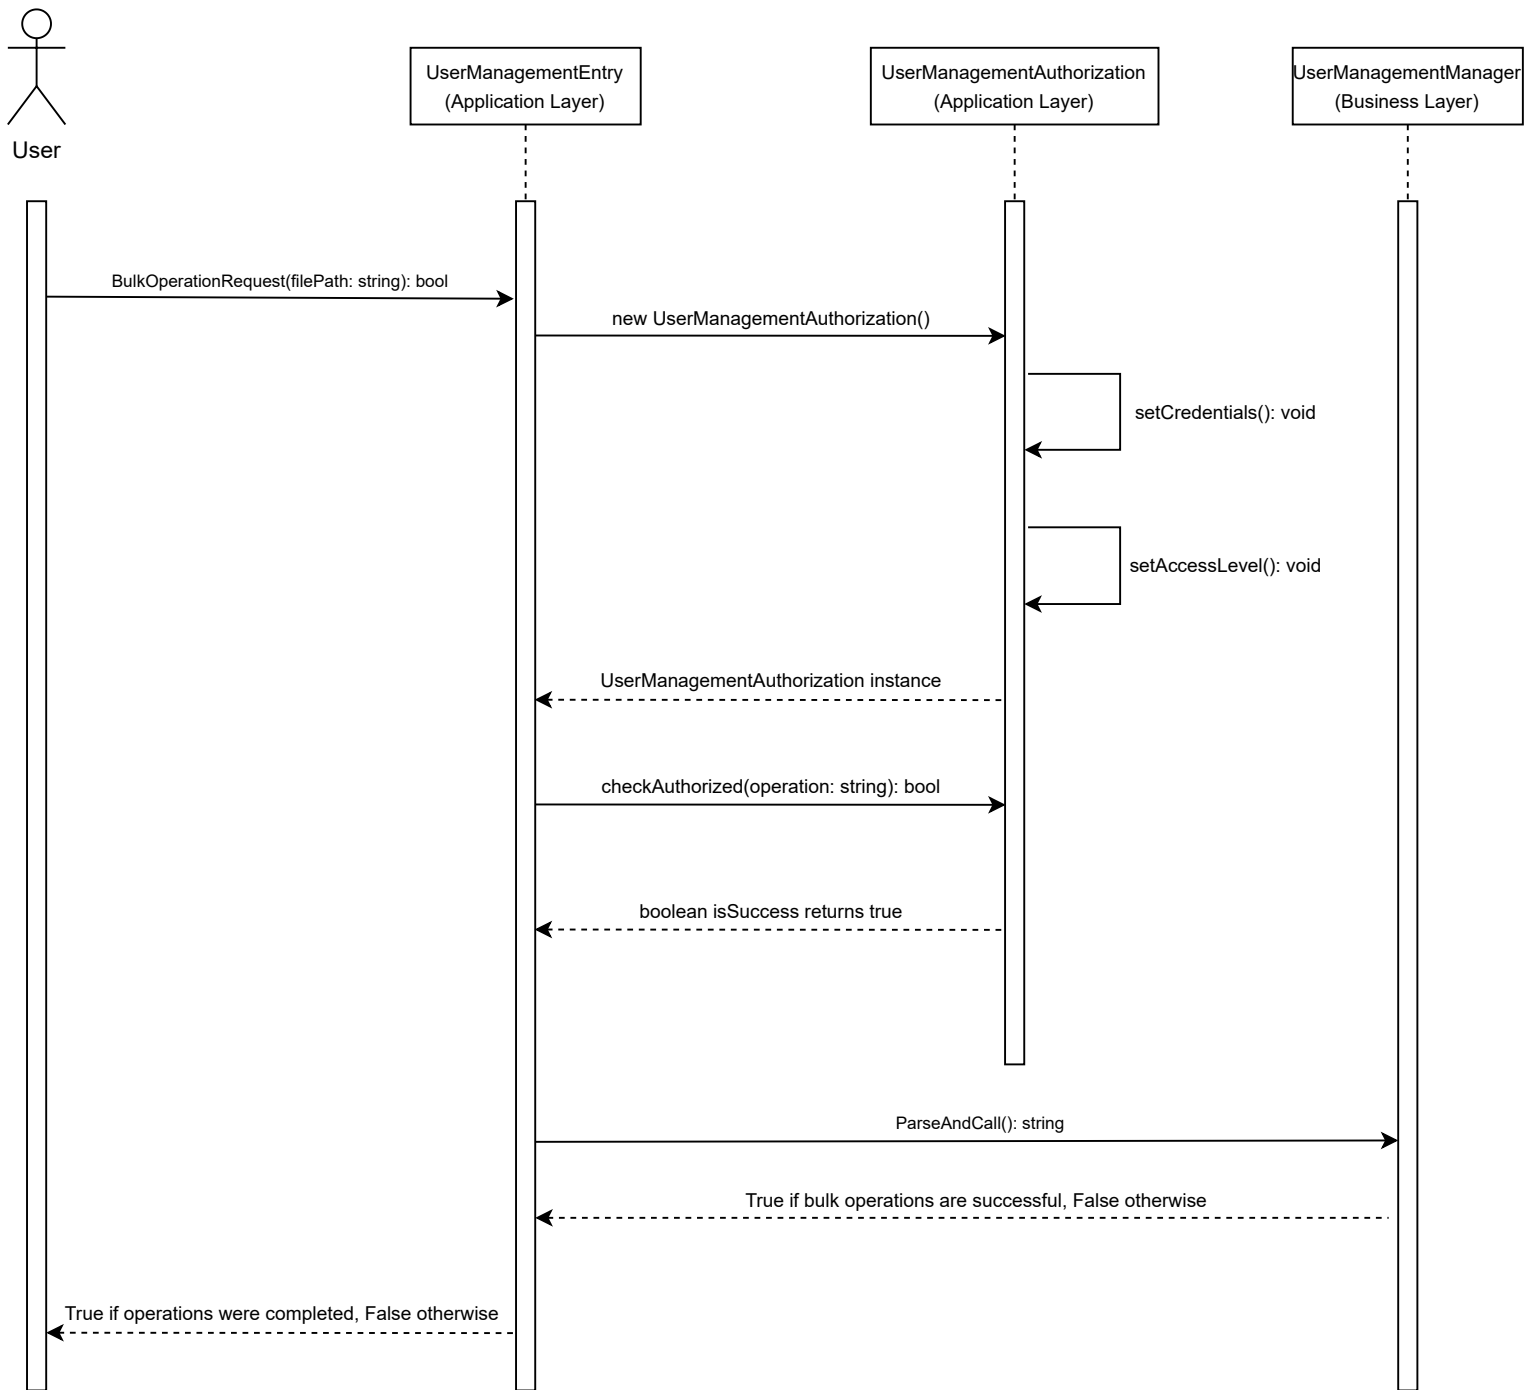 User
UserManagementEntry
(Application Layer)
UserManagementAuthorization
(Application Layer)
UserManagementManager
(Business Layer)
BulkOperationRequest(filePath: string): bool
new UserManagementAuthorization()
setCredentials(): void
setAccessLevel(): void
UserManagementAuthorization instance
checkAuthorized(operation: string): bool
boolean isSuccess returns true
ParseAndCall(): string
True if bulk operations are successful, False otherwise
True if operations were completed, False otherwise